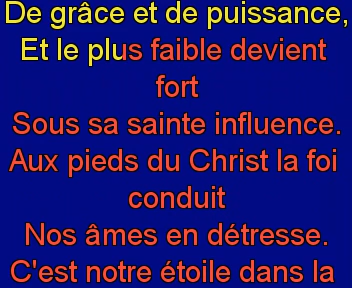 De grâce et de puissance,
Et le plus faible devient
fort
Sous sa sainte influence.
Aux pieds du Christ la foi
conduit
Nos âmes en détresse.
C'est notre étoile dans la